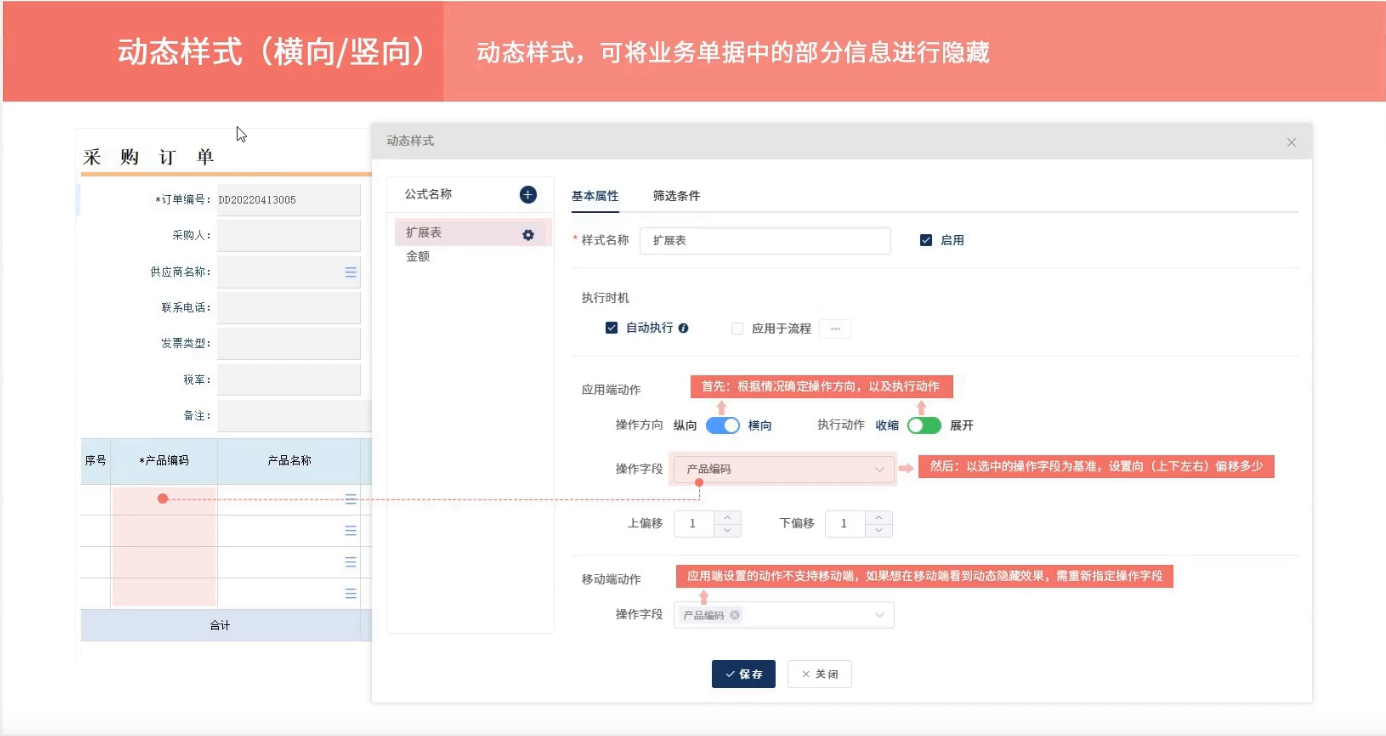 动态样式（横向/竖向）
动态样式，可将业务单据中的部分信息进行隐藏
采 购 订 单
*订单编号: DD20220413005
采购人:
供应商名称:
联系电话:
发票类型:
税率:
备注:
序号 *产品编码 产品名称
合计
动态样式
公式名称
扩展表
金额
基本属性 筛选条件
* 样式名称 扩展表 启用
执行时机
自动执行 应用于流程 ...
应用端动作 首先：根据情况确定操作方向，以及执行动作
操作方向 纵向 横向 执行动作 收缩 展开
操作字段 产品编码 然后：以选中的操作字段为基准，设置向（上下左右）偏移多少
上偏移 1 下偏移 1
移动端动作 应用端设置的动作不支持移动端，如果想在移动端看到动态隐藏效果，需重新指定操作字段
操作字段 产品编码
保存 关闭